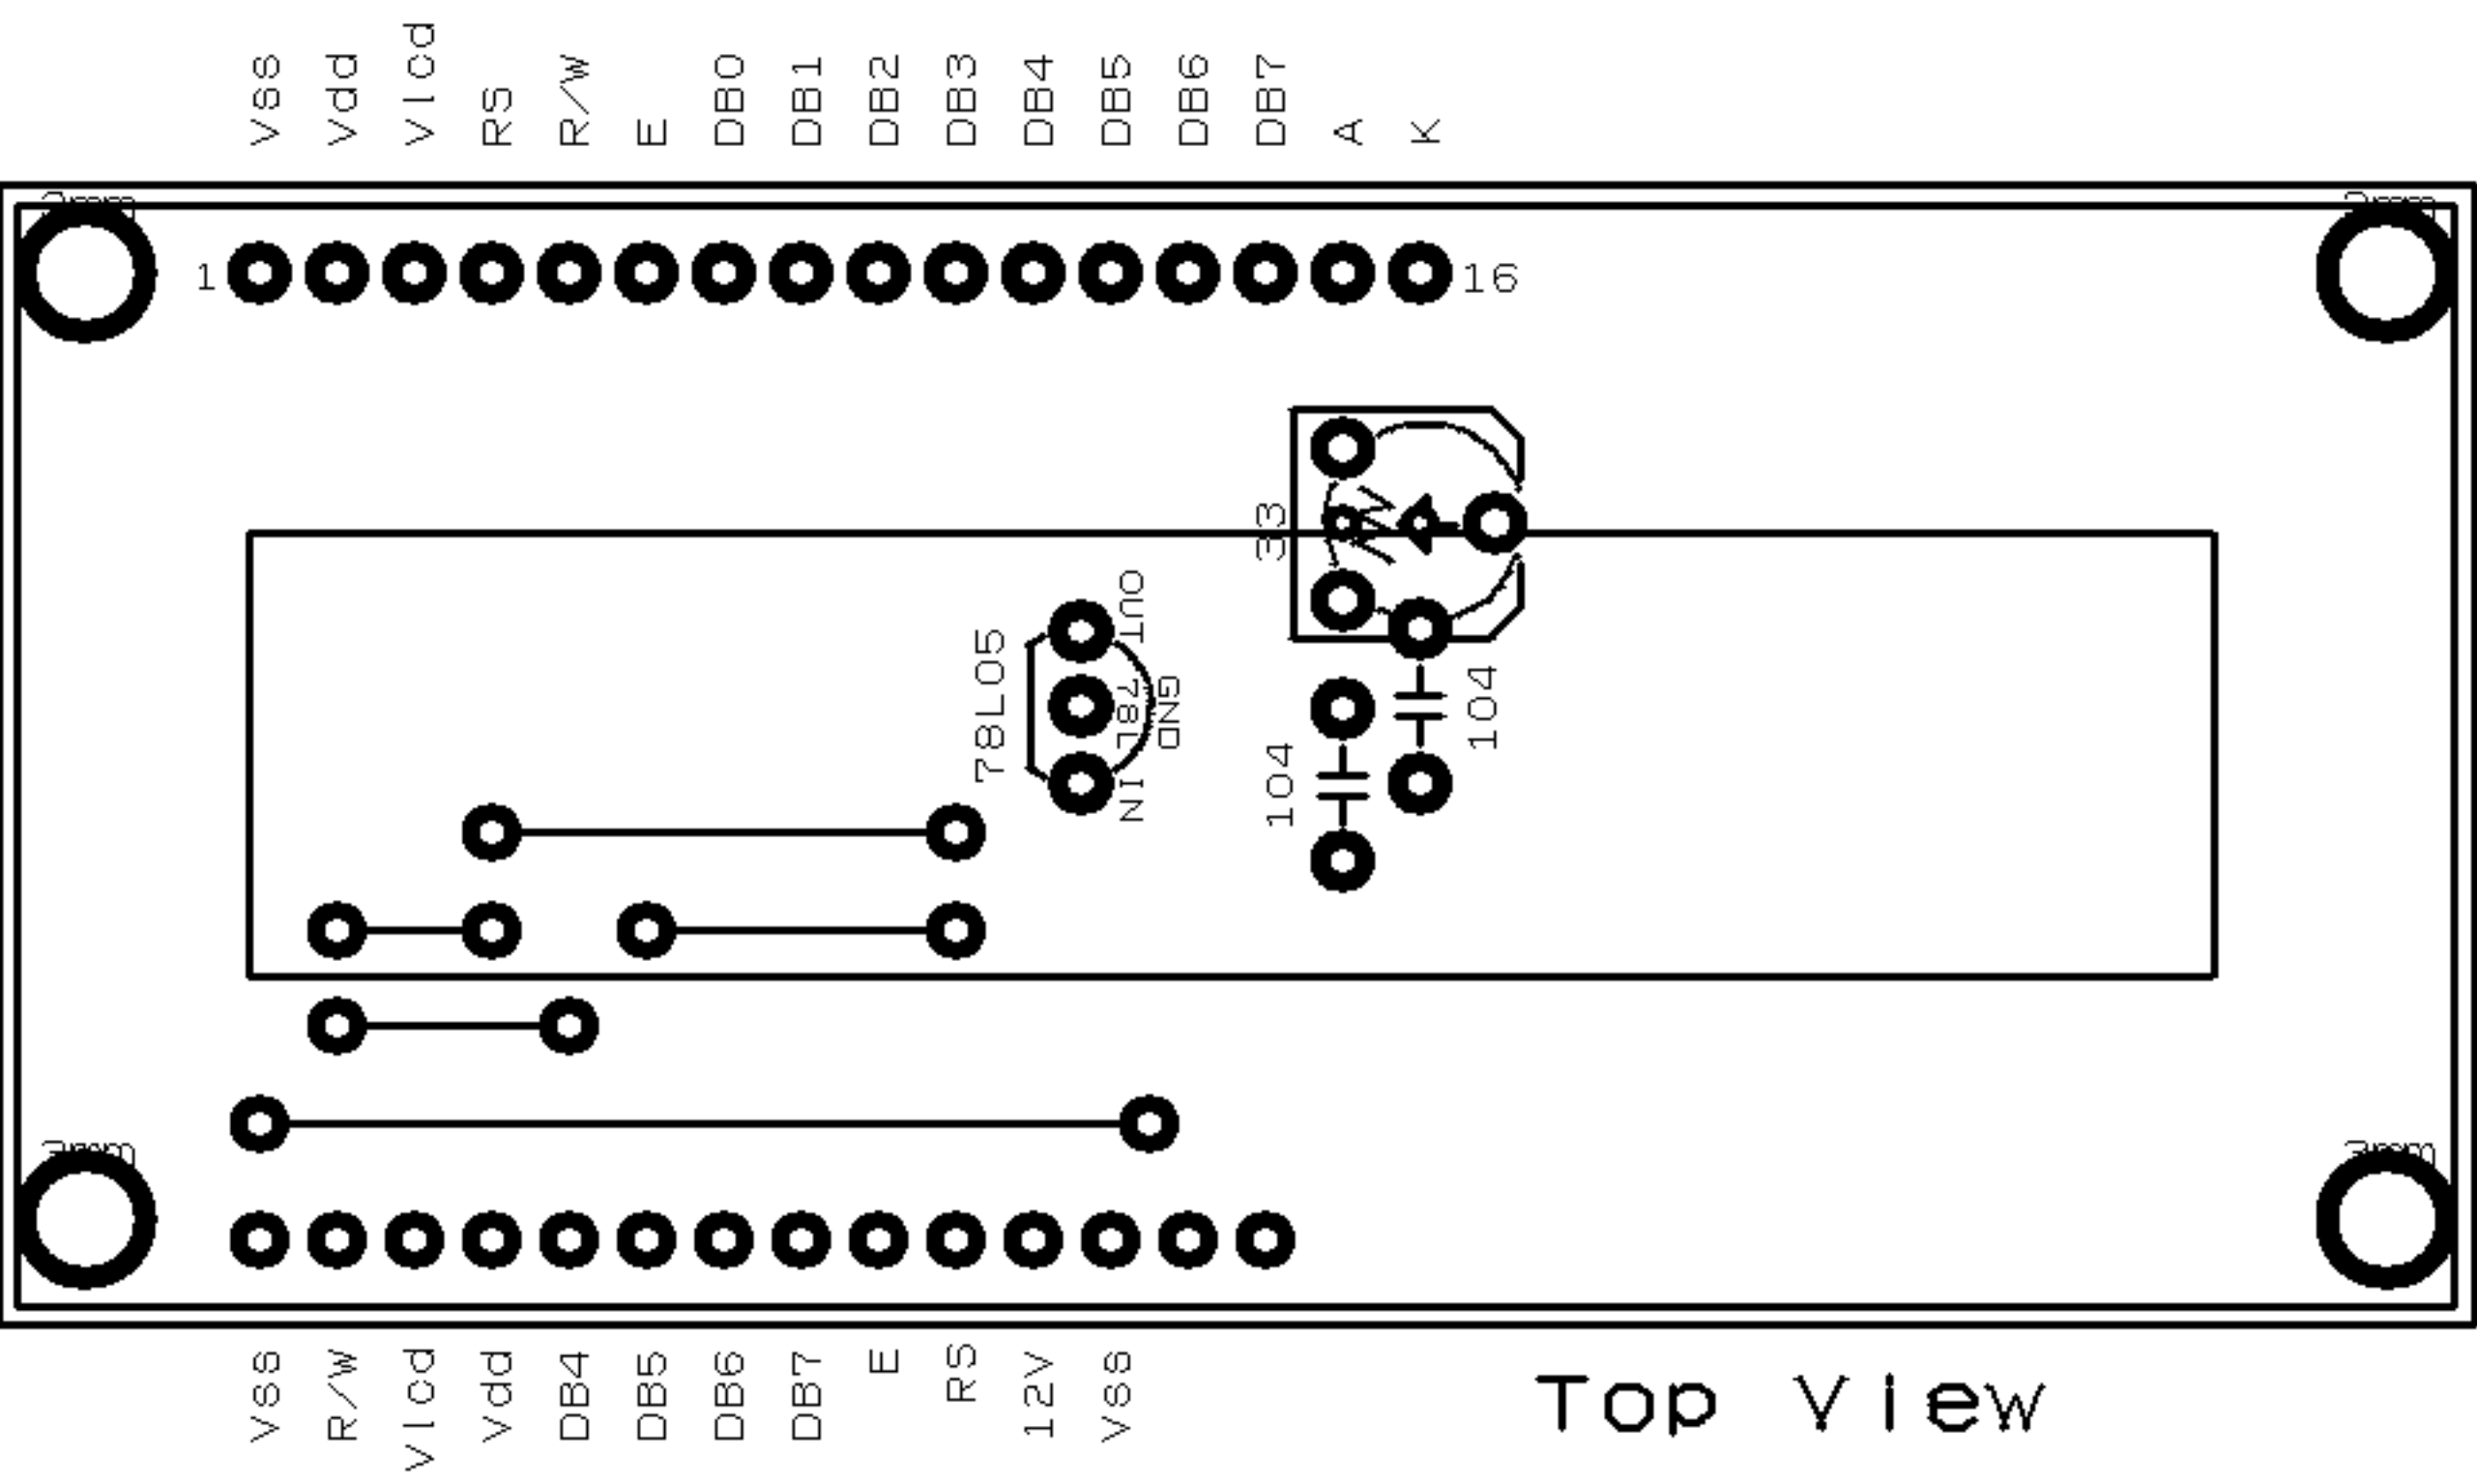 Vss Vdd Vlcd RS R/W E DB0 DB1 DB2 DB3 DB4 DB5 DB6 DB7 A K
1 16
33
OUT
78L05
78L
GND
IN
104
104
Vss R/W Vlcd Vdd DB4 DB5 DB6 DB7 E RS 12V Vss
Top View